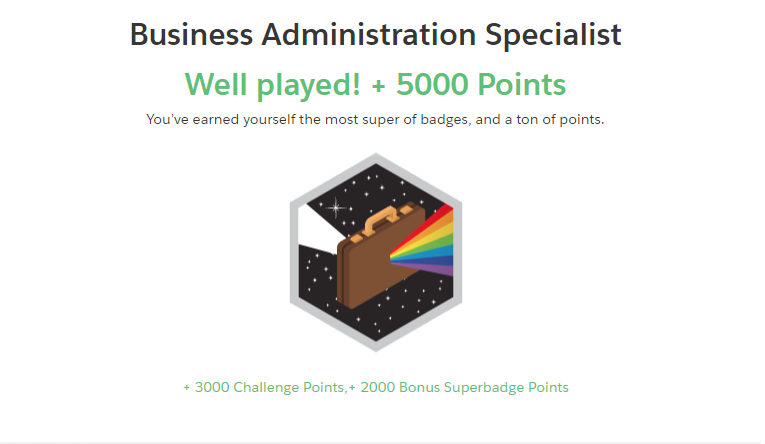 Business Administration Specialist
Well played! + 5000 Points
You've earned yourself the most super of badges, and a ton of points.
+ 3000 Challenge Points,+ 2000 Bonus Superbadge Points